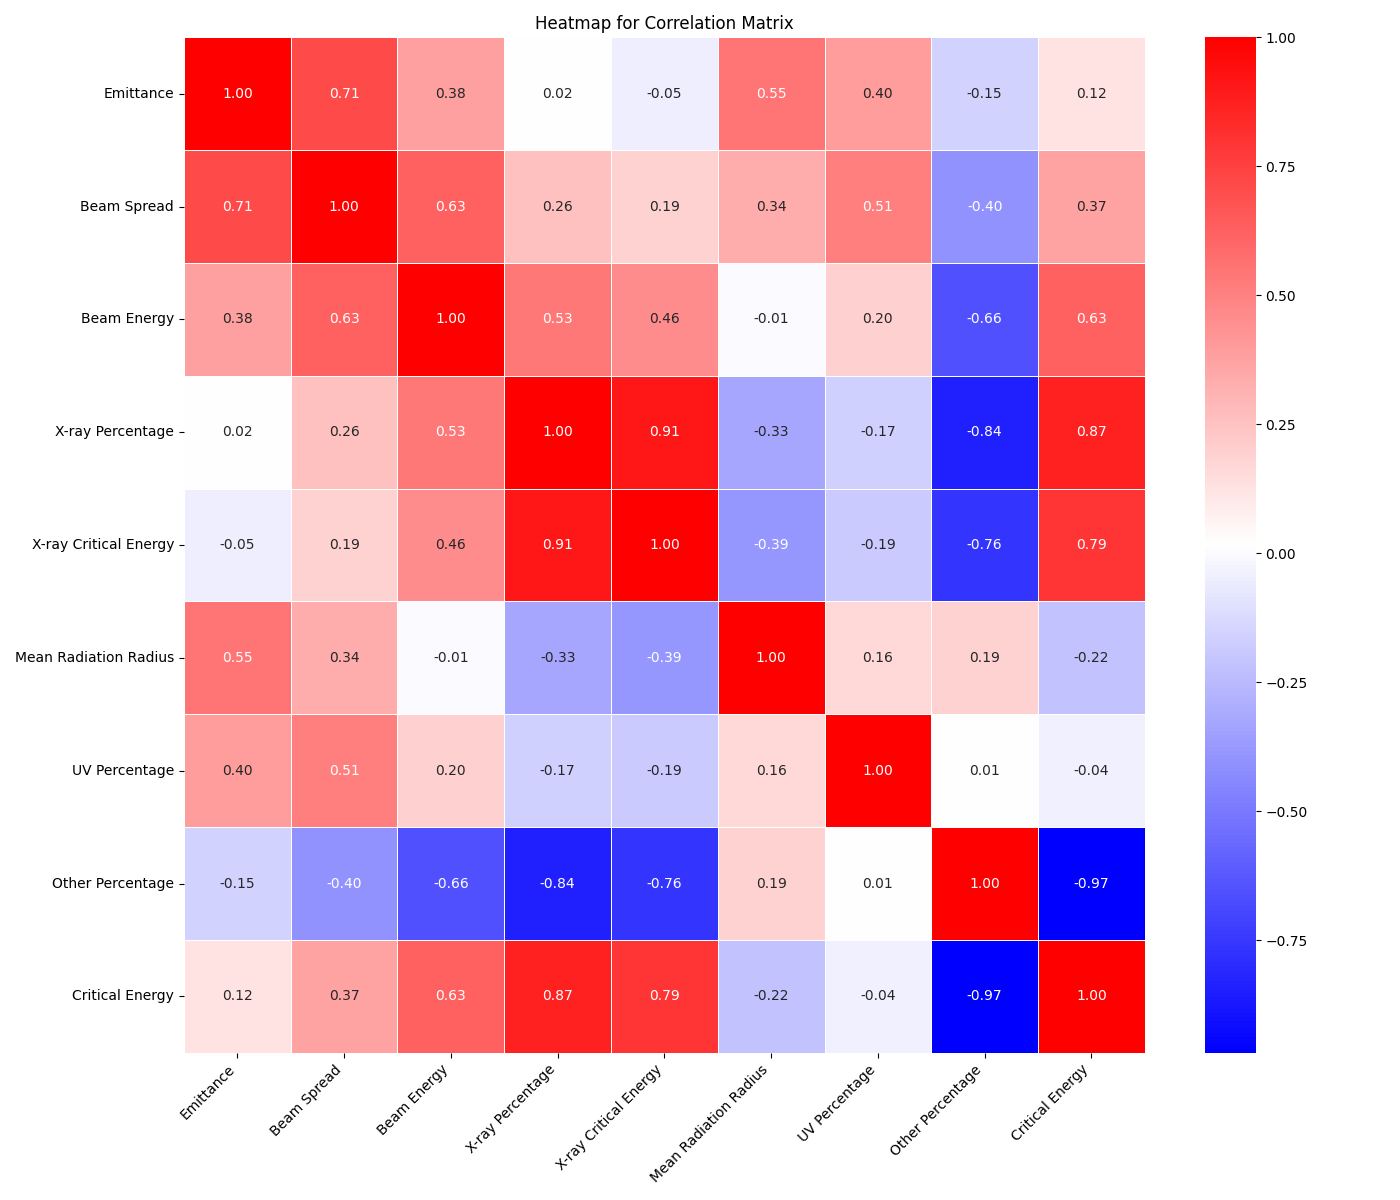 Heatmap for Correlation Matrix
Emittance 1.00 0.71 0.38 0.02 -0.05 0.55 0.40 -0.15 0.12
Beam Spread 0.71 1.00 0.63 0.26 0.19 0.34 0.51 -0.40 0.37
Beam Energy 0.38 0.63 1.00 0.53 0.46 -0.01 0.20 -0.66 0.63
X-ray Percentage 0.02 0.26 0.53 1.00 0.91 -0.33 -0.17 -0.84 0.87
X-ray Critical Energy -0.05 0.19 0.46 0.91 1.00 -0.39 -0.19 -0.76 0.79
Mean Radiation Radius 0.55 0.34 -0.01 -0.33 -0.39 1.00 0.16 0.19 -0.22
UV Percentage 0.40 0.51 0.20 -0.17 -0.19 0.16 1.00 0.01 -0.04
Other Percentage -0.15 -0.40 -0.66 -0.84 -0.76 0.19 0.01 1.00 -0.97
Critical Energy 0.12 0.37 0.63 0.87 0.79 -0.22 -0.04 -0.97 1.00
Emittance
Beam Spread
Beam Energy
X-ray Percentage
X-ray Critical Energy
Mean Radiation Radius
UV Percentage
Other Percentage
Critical Energy
1.00
0.75
0.50
0.25
0.00
−0.25
−0.50
−0.75